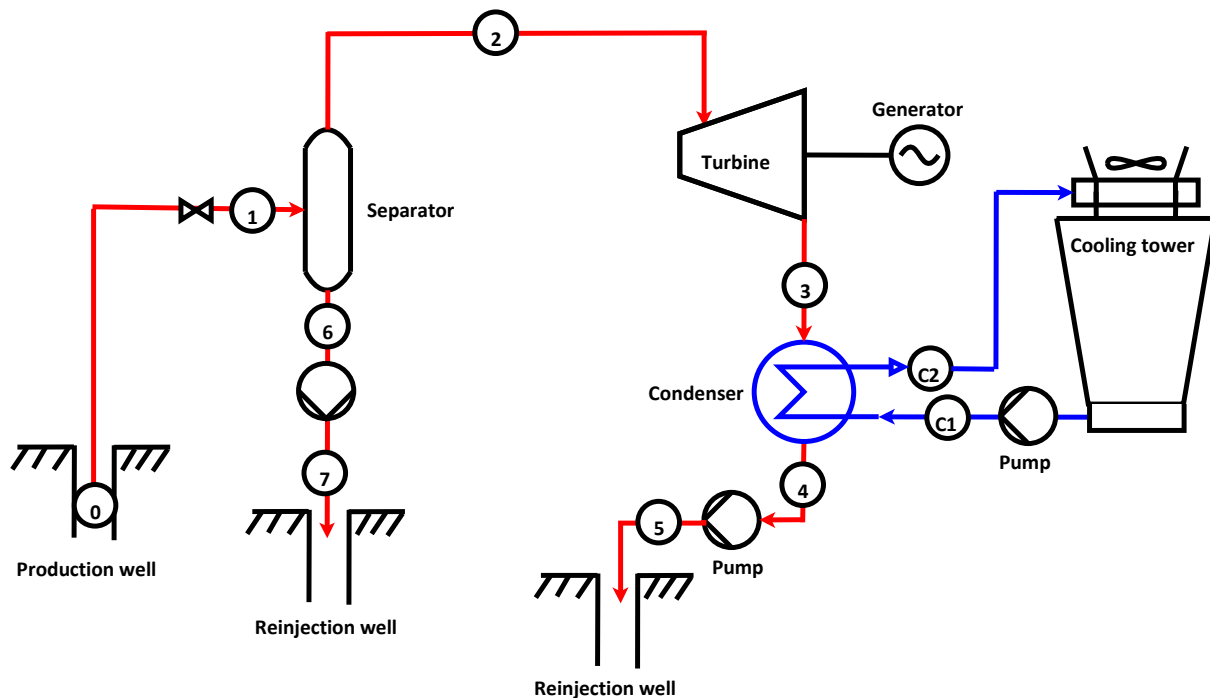 2
Generator
Turbine
1
Separator
Cooling tower
3
6
Condenser
C2
C1
Pump
7
4
0
5
Production well
Pump
Reinjection well
Reinjection well